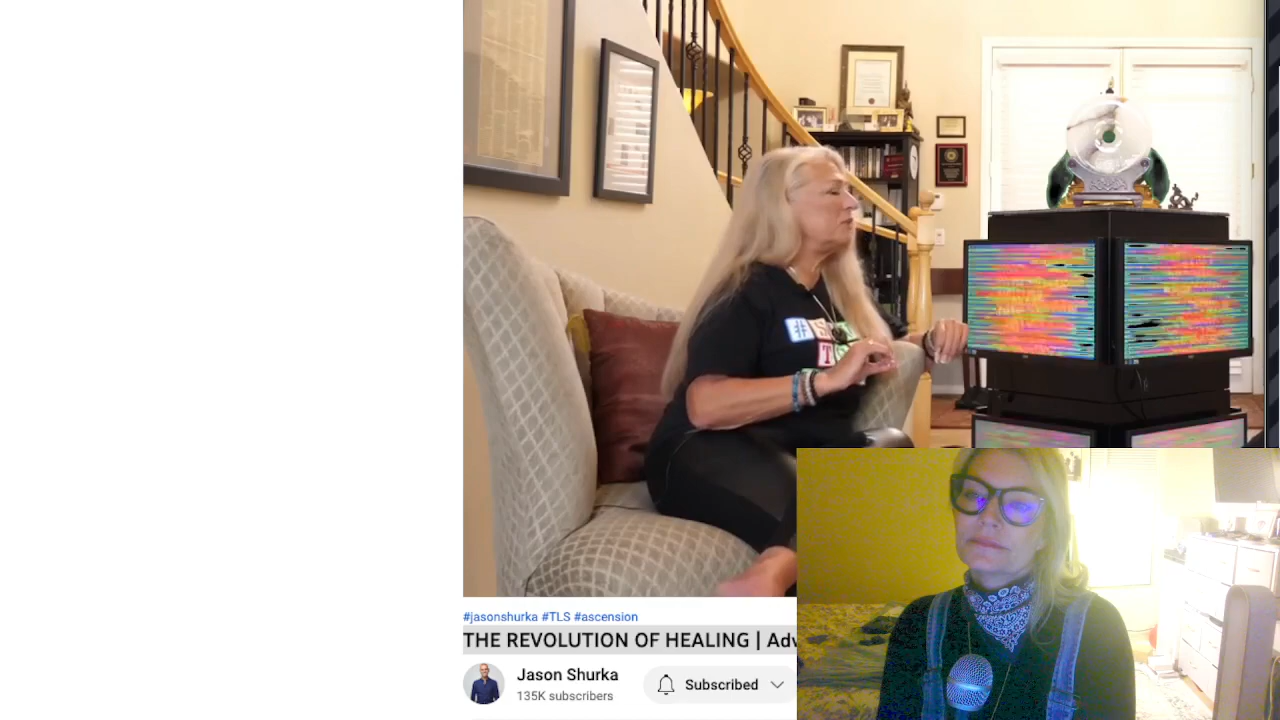 #jasonshurka #TLS #ascension
THE REVOLUTION OF HEALING | Adv
Jason Shurka
135K subscribers
Subscribed